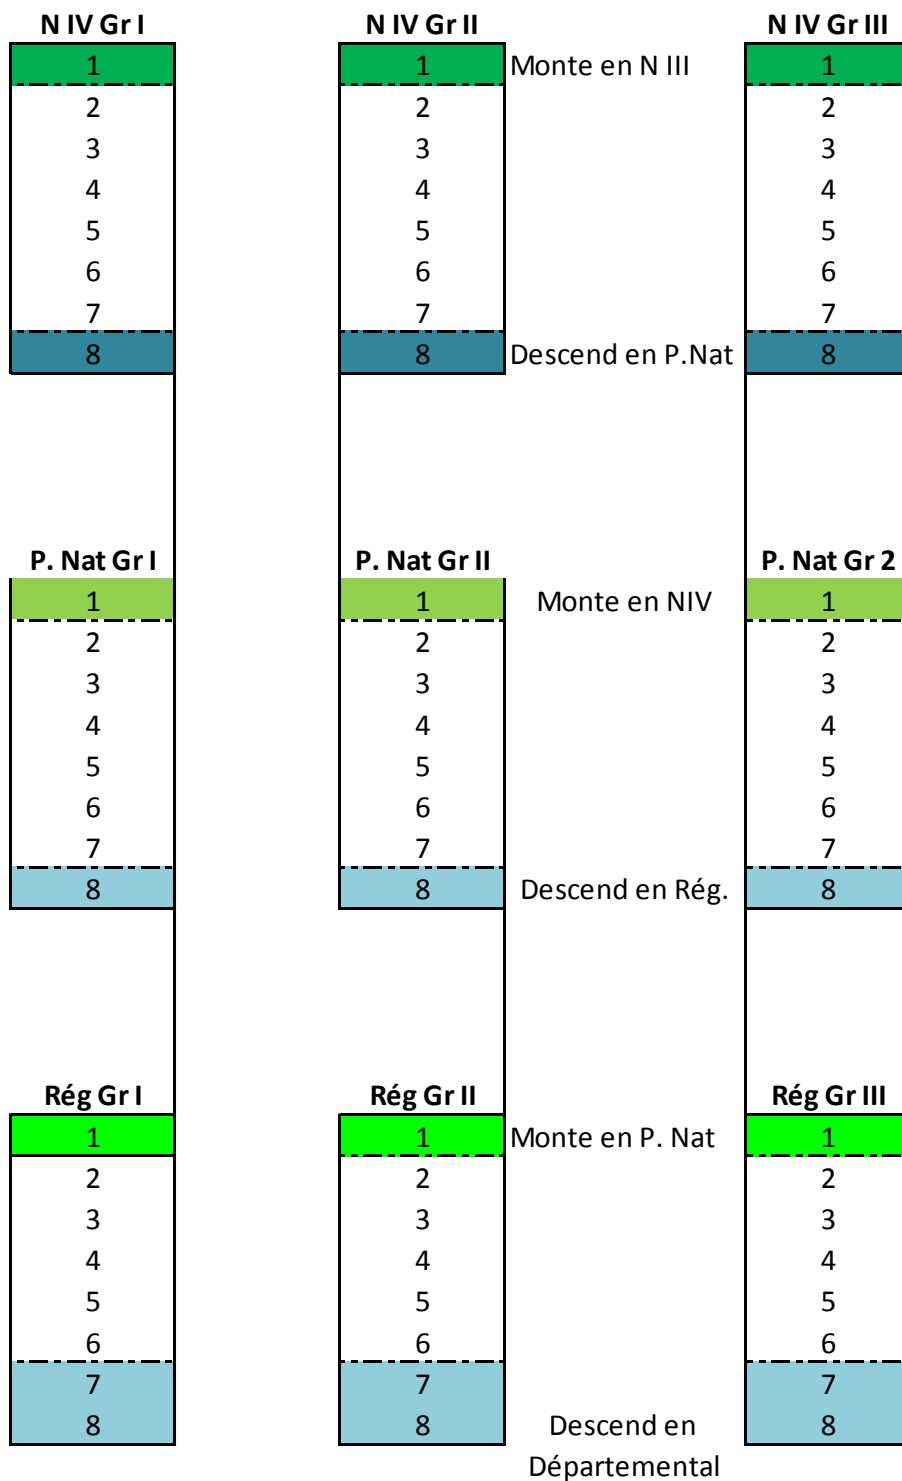 N IV Gr I N IV Gr II N IV Gr III
1 1 Monte en N III 1
2 2 2
3 3 3
4 4 4
5 5 5
6 6 6
7 7 7
8 8 Descend en P.Nat 8
P. Nat Gr I P. Nat Gr II P. Nat Gr 2
1 1 Monte en NIV 1
2 2 2
3 3 3
4 4 4
5 5 5
6 6 6
7 7 7
8 8 Descend en Rég. 8
Rég Gr I Rég Gr II Rég Gr III
1 1 Monte en P. Nat 1
2 2 2
3 3 3
4 4 4
5 5 5
6 6 6
7 7 7
8 8 Descend en 8
Départemental